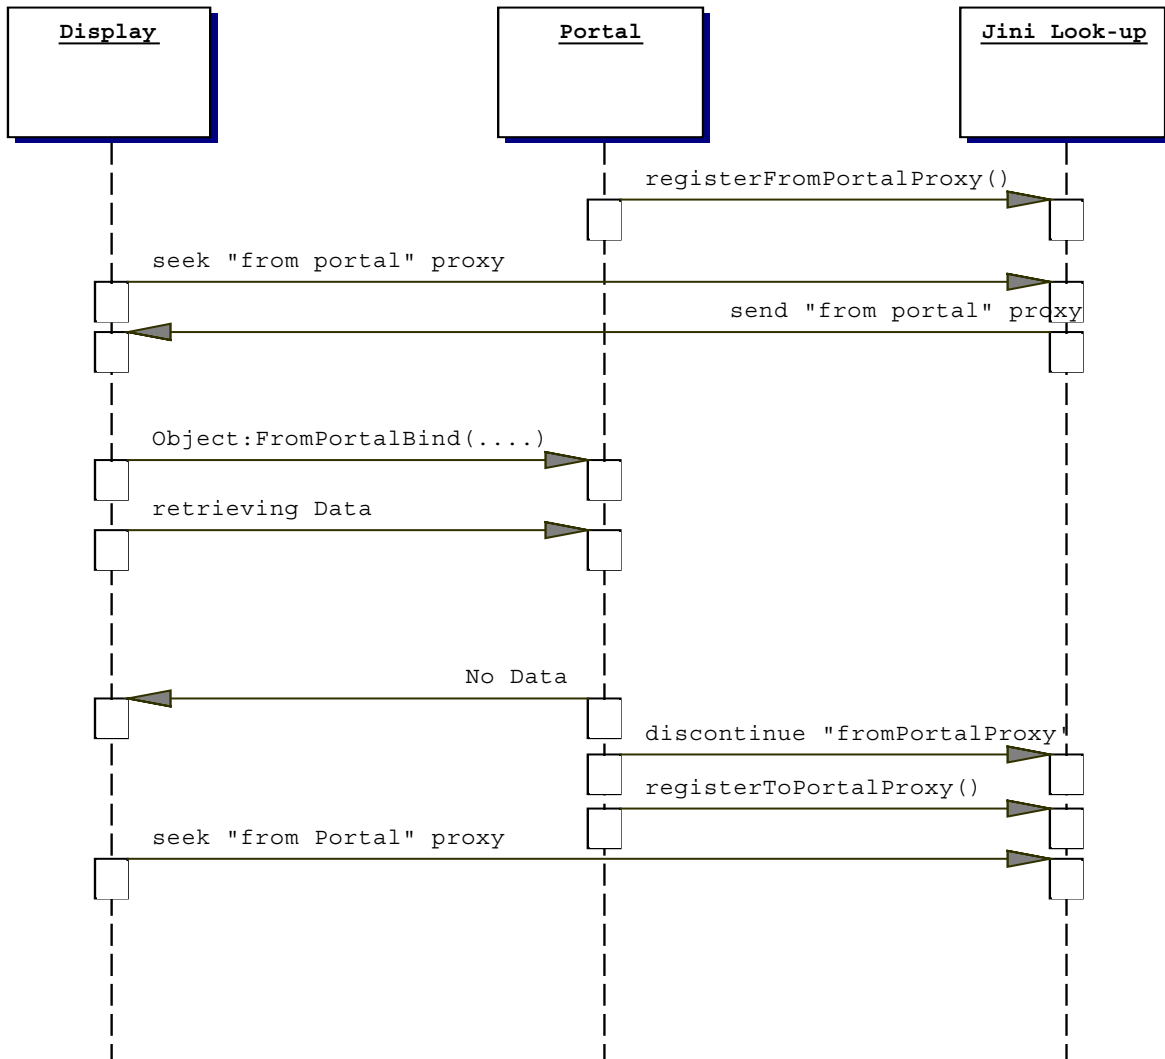 Display
Portal
Jini Look-up
registerFromPortalProxy()
seek "from portal" proxy
send "from portal" proxy
Object:FromPortalBind(....)
retrieving Data
No Data
discontinue "fromPortalProxy'
registerToPortalProxy()
seek "from Portal" proxy